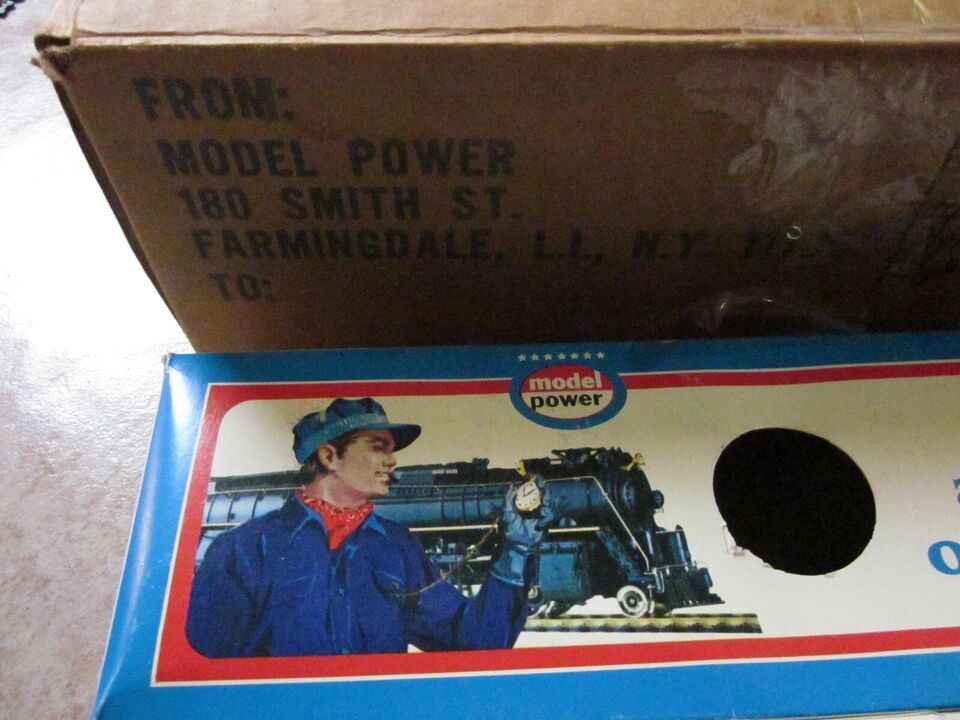 FROM:
MODEL POWER
180 SMITH ST.
FARMINGDALE, L.I., N.Y.
TO:
model
power